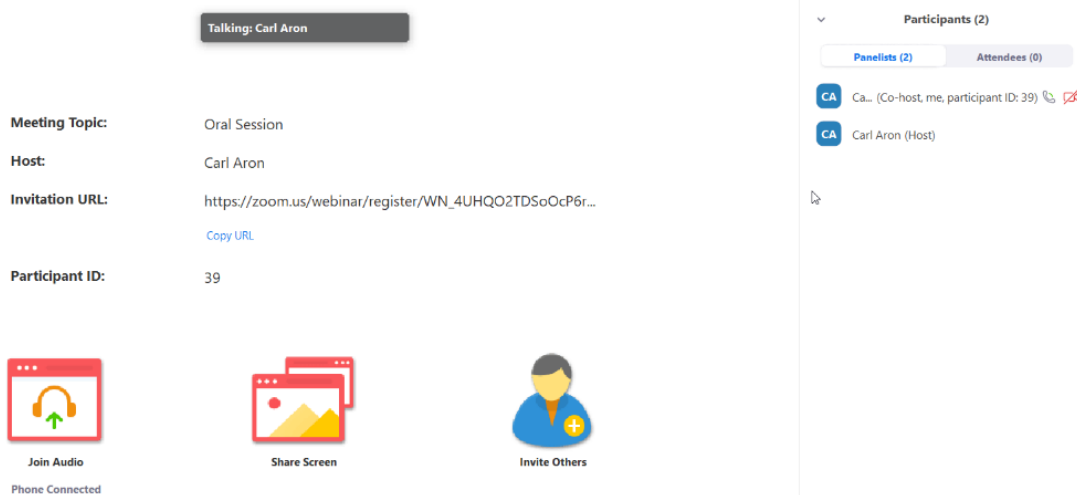 Talking: Carl Aron
Meeting Topic: Oral Session
Host: Carl Aron
Invitation URL: https://zoom.us/webinar/register/WN_4UHQO2TDSoOcP6r...
Copy URL
Participant ID: 39
Join Audio
Phone Connected
Share Screen
Invite Others
Participants (2)
Panelists (2) Attendees (0)
CA Ca... (Co-host, me, participant ID: 39)
CA Carl Aron (Host)